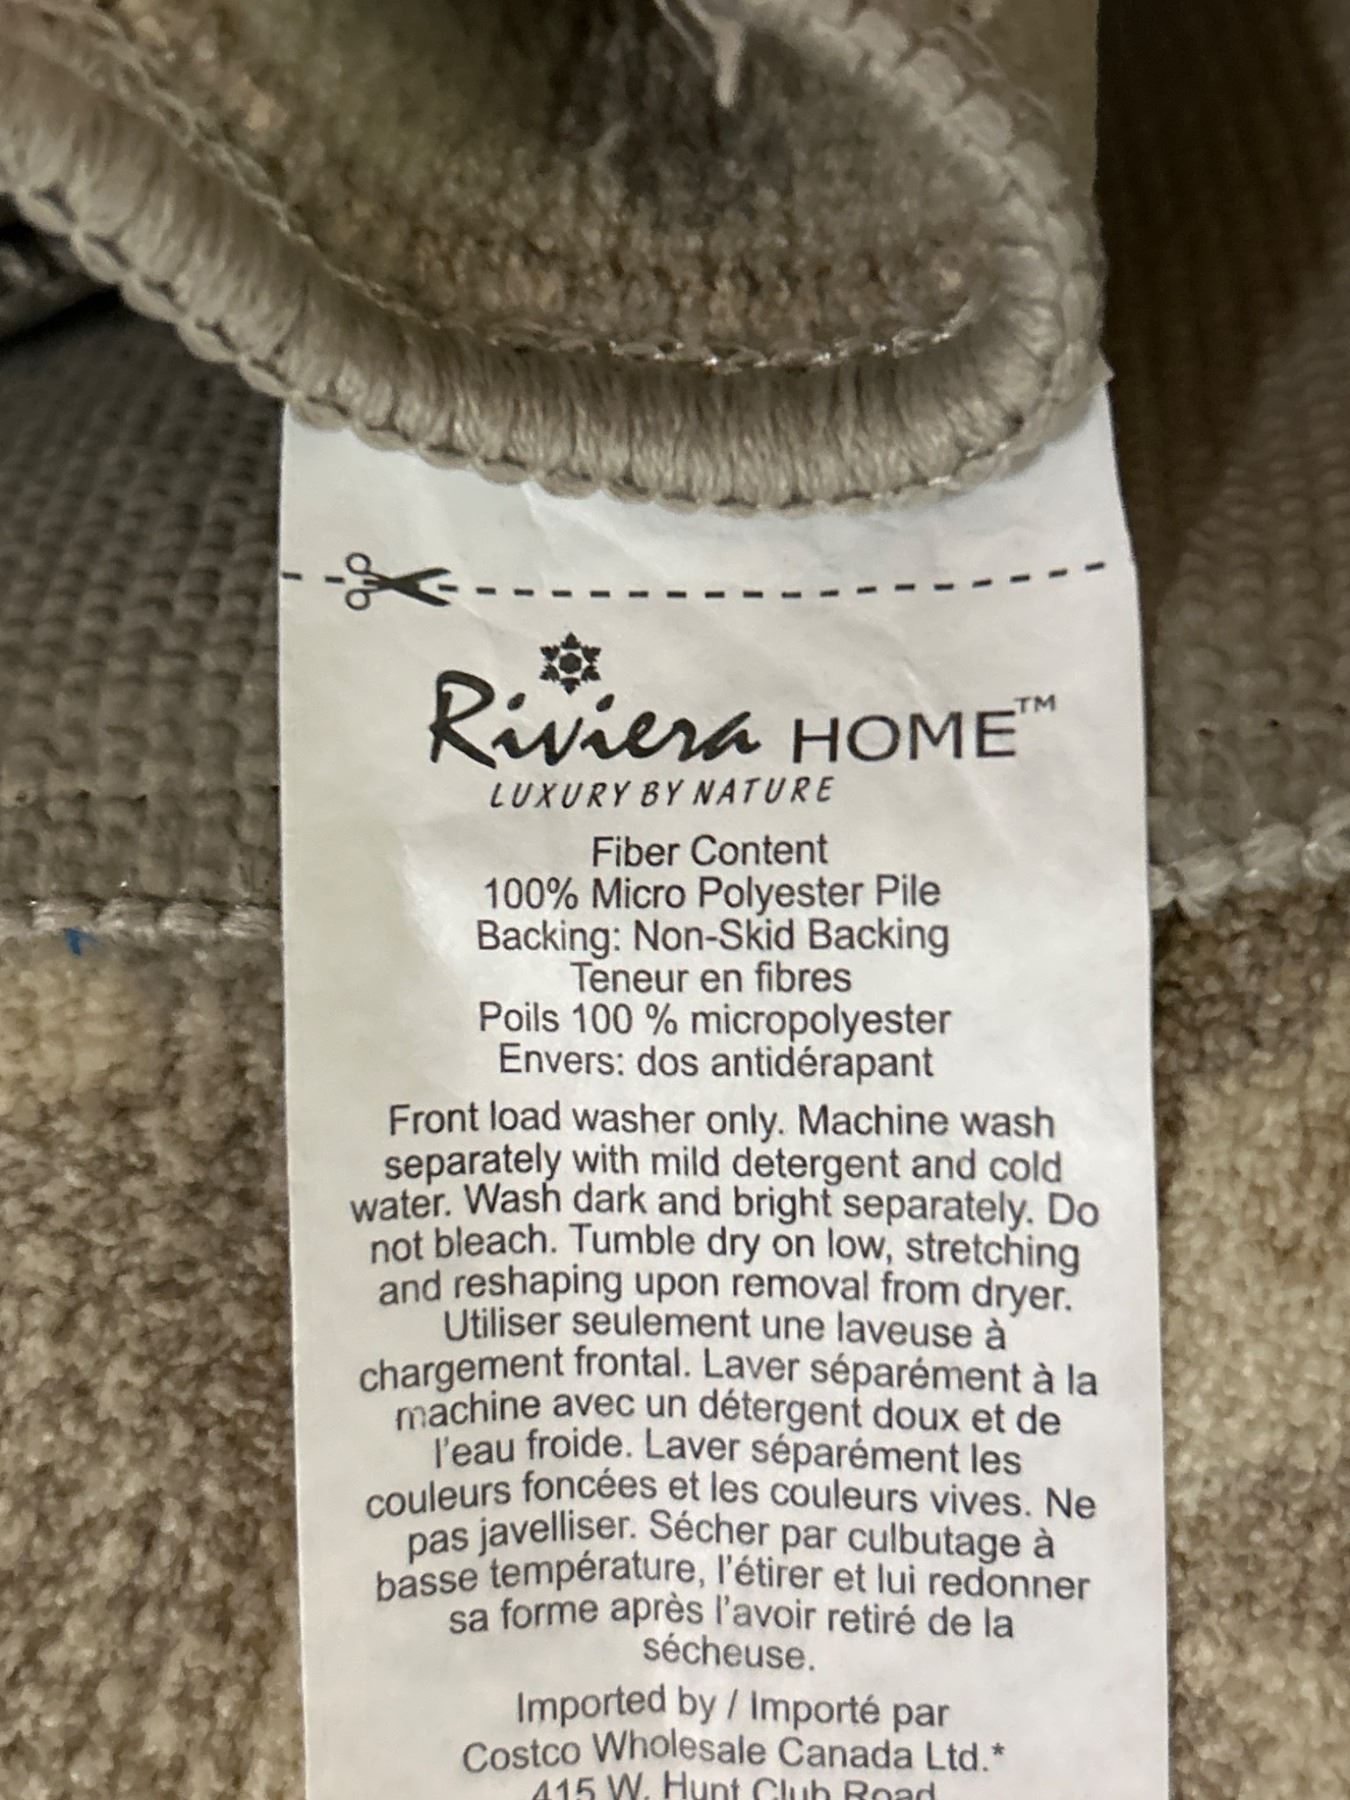 Riviera HOME™
LUXURY BY NATURE
Fiber Content
100% Micro Polyester Pile
Backing: Non-Skid Backing
Teneur en fibres
Poils 100 % micropolyester
Envers: dos antidérapant
Front load washer only. Machine wash
separately with mild detergent and cold
water. Wash dark and bright separately. Do
not bleach. Tumble dry on low, stretching
and reshaping upon removal from dryer.
Utiliser seulement une laveuse à
chargement frontal. Laver séparément à la
machine avec un détergent doux et de
l'eau froide. Laver séparément les
couleurs foncées et les couleurs vives. Ne
pas javelliser. Sécher par culbutage à
basse température, l'étirer et lui redonner
sa forme après l'avoir retiré de la
sécheuse.
Imported by / Importé par
Costco Wholesale Canada Ltd.*
415 W. Hunt Club Road